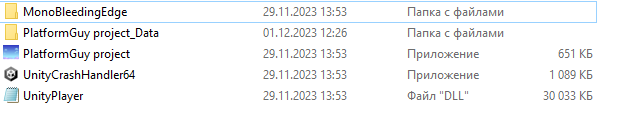 MonoBleedingEdge 29.11.2023 13:53 Папка с файлами
PlatformGuy project_Data 01.12.2023 12:26 Папка с файлами
PlatformGuy project 29.11.2023 13:53 Приложение 651 КБ
UnityCrashHandler64 29.11.2023 13:53 Приложение 1 089 КБ
UnityPlayer 29.11.2023 13:53 Файл "DLL" 30 033 КБ